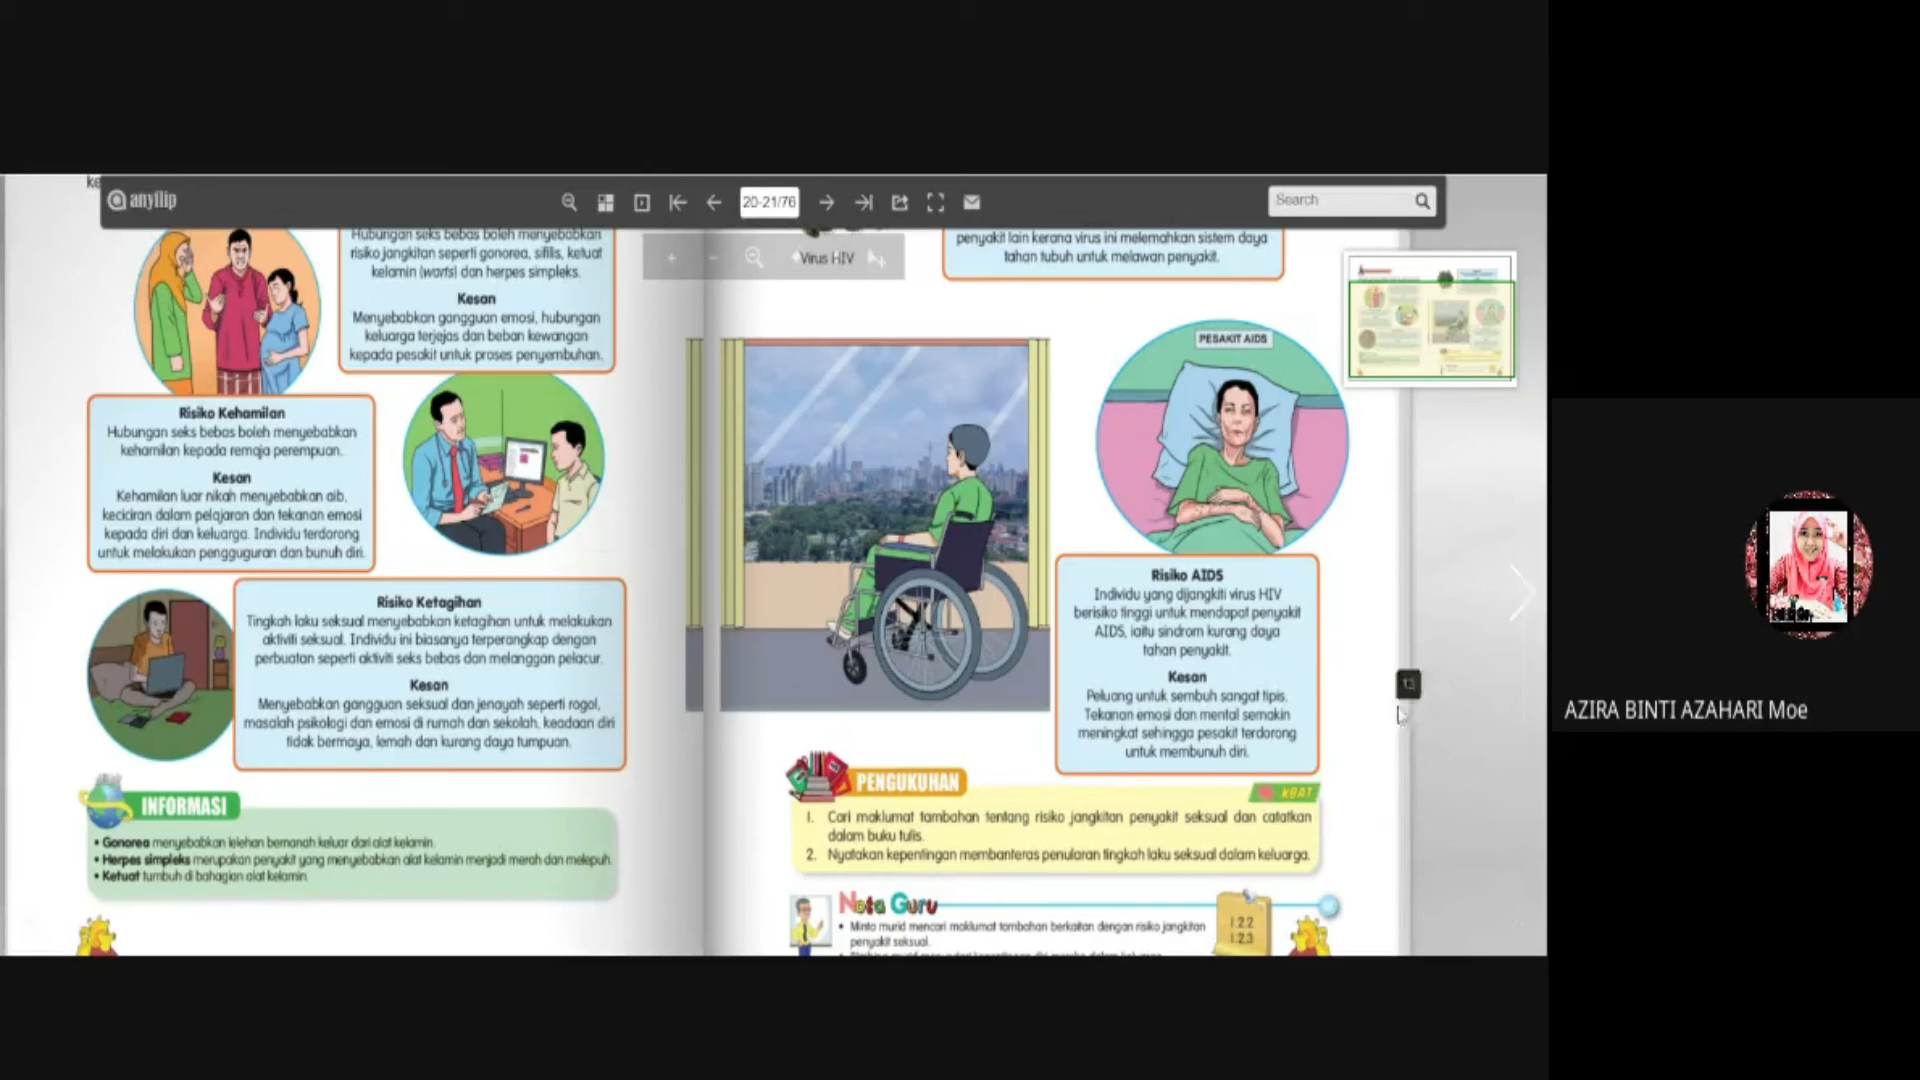 ke
anyflip
20-21/76
Search
Hubungan seks bebas boleh menyebabkan
risiko jangkitan seperti gonorea, sifilis, ketuat
kelamin (warts) dan herpes simpleks.
Kesan
Menyebabkan gangguan emosi, hubungan
keluarga terjejas dan beban kewangan
kepada pesakit untuk proses penyembuhan.
Risiko Kehamilan
Hubungan seks bebas boleh menyebabkan
kehamilan kepada remaja perempuan.
Kesan
Kehamilan luar nikah menyebabkan aib,
keciciran dalam pelajaran dan tekanan emosi
kepada diri dan keluarga. Individu terdorong
untuk melakukan pengguguran dan bunuh diri.
Risiko Ketagihan
Tingkah laku seksual menyebabkan ketagihan untuk melakukan
aktiviti seksual. Individu ini biasanya terperangkap dengan
perbuatan seperti aktiviti seks bebas dan melanggan pelacur.
Kesan
Menyebabkan gangguan seksual dan jenayah seperti rogol,
masalah psikologi dan emosi di rumah dan sekolah, keadaan diri
tidak bermaya, lemah dan kurang daya tumpuan.
INFORMASI
• Gonorea menyebabkan lelehan bernanah keluar dari alat kelamin.
• Herpes simpleks merupakan penyakit yang menyebabkan alat kelamin menjadi merah dan melepuh.
• Ketuat tumbuh di bahagian alat kelamin.
Virus HIV
penyakit lain kerana virus ini melemahkan sistem daya
tahan tubuh untuk melawan penyakit.
PESAKIT AIDS
Risiko AIDS
Individu yang dijangkiti virus HIV
berisiko tinggi untuk mendapat penyakit
AIDS, iaitu sindrom kurang daya
tahan penyakit.
Kesan
Peluang untuk sembuh sangat tipis.
Tekanan emosi dan mental semakin
meningkat sehingga pesakit terdorong
untuk membunuh diri.
PENGUKUHAN
KBAT
1. Cari maklumat tambahan tentang risiko jangkitan penyakit seksual dan catatkan
dalam buku tulis.
2. Nyatakan kepentingan membanteras penularan tingkah laku seksual dalam keluarga.
Nota Guru
• Minta murid mencari maklumat tambahan berkaitan dengan risiko jangkitan
penyakit seksual.
1.2.2
1.2.3
AZIRA BINTI AZAHARI Moe